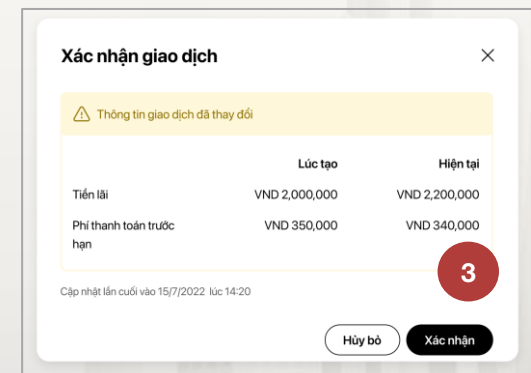 Xác nhận giao dịch
Thông tin giao dịch đã thay đổi
Lúc tạo Hiện tại
Tiền lãi VND 2,000,000 VND 2,200,000
Phí thanh toán trước VND 350,000 VND 340,000
hạn
3
Cập nhật lần cuối vào 15/7/2022 lúc 14:20
Hủy bỏ Xác nhận